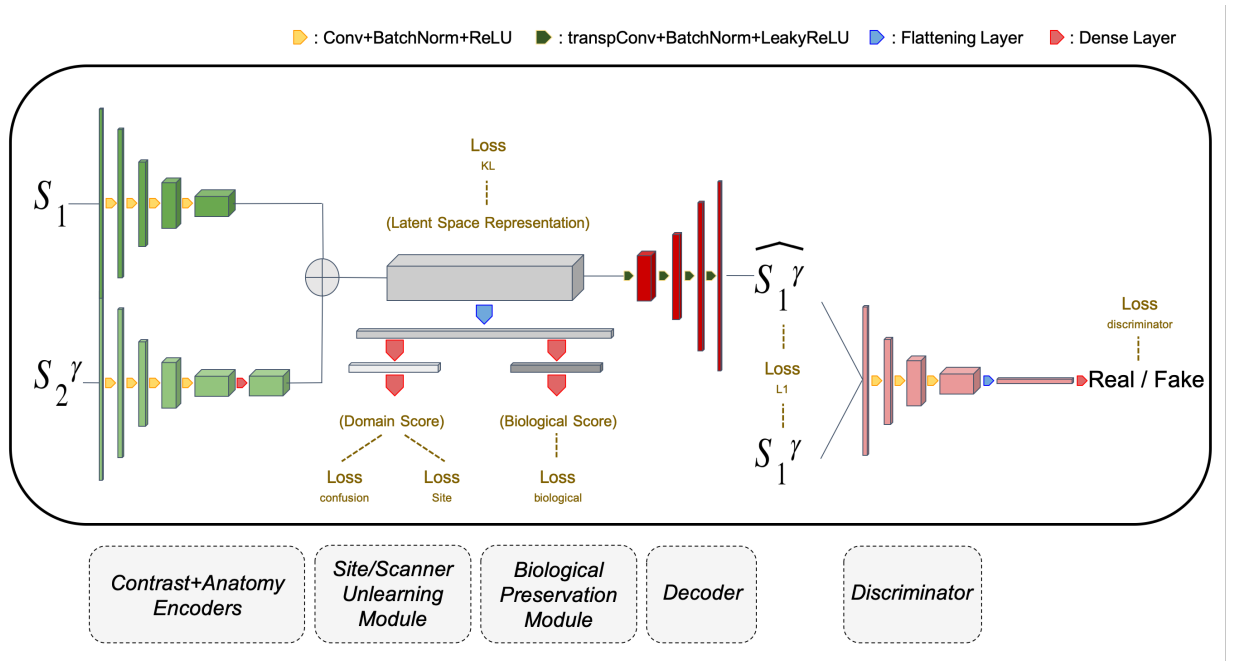 : Conv+BatchNorm+ReLU : transpConv+BatchNorm+LeakyReLU : Flattening Layer : Dense Layer
Loss
KL
(Latent Space Representation)
S1
S2γ
(Domain Score)
(Biological Score)
Loss
confusion
Loss
Site
Loss
biological
S1γ
Loss
L1
S1γ
Loss
discriminator
Real / Fake
Contrast+Anatomy
Encoders
Site/Scanner
Unlearning
Module
Biological
Preservation
Module
Decoder
Discriminator